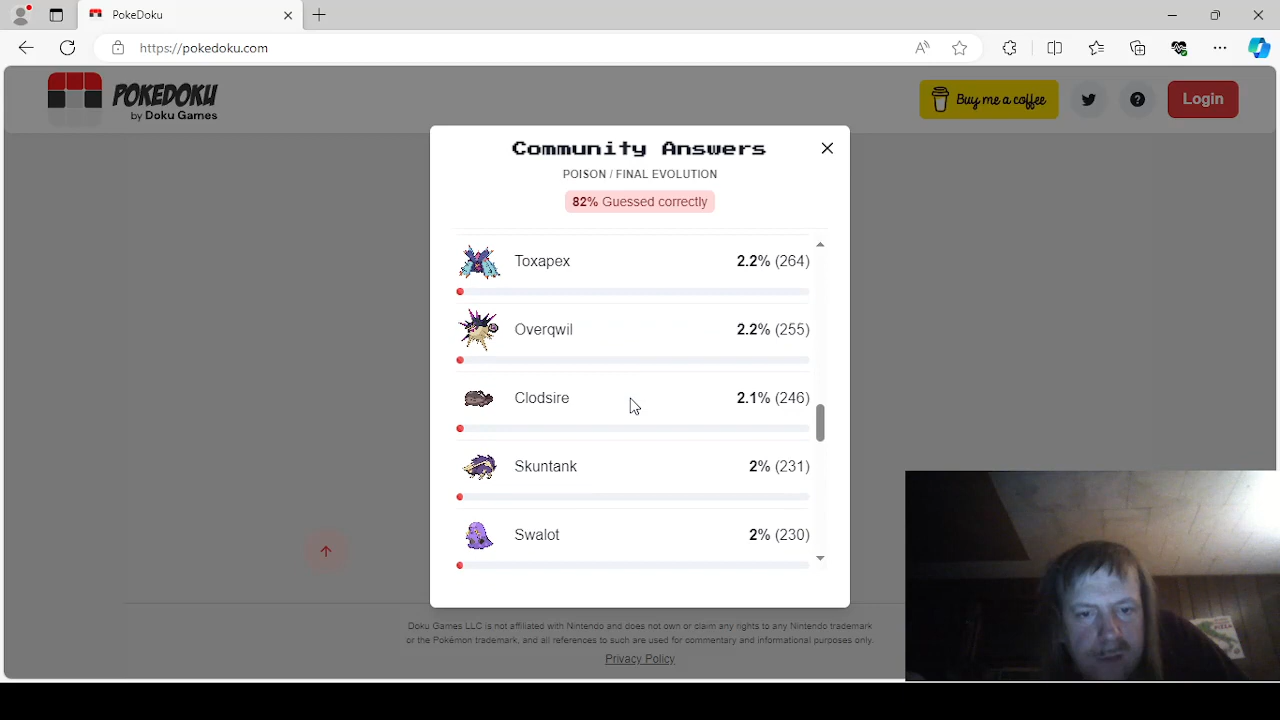 PokeDoku
https://pokedoku.com
POKEDOKU
by Doku Games
Buy me a coffee
Login
Community Answers
POISON / FINAL EVOLUTION
82% Guessed correctly
Toxapex 2.2% (264)
Overqwil 2.2% (255)
Clodsire 2.1% (246)
Skuntank 2% (231)
Swalot 2% (230)
Doku Games LLC is not affiliated with Nintendo and does not own or claim any rights to any Nintendo trademark
or the Pokémon trademark, and all references to such are used for commentary and informational purposes only.
Privacy Policy